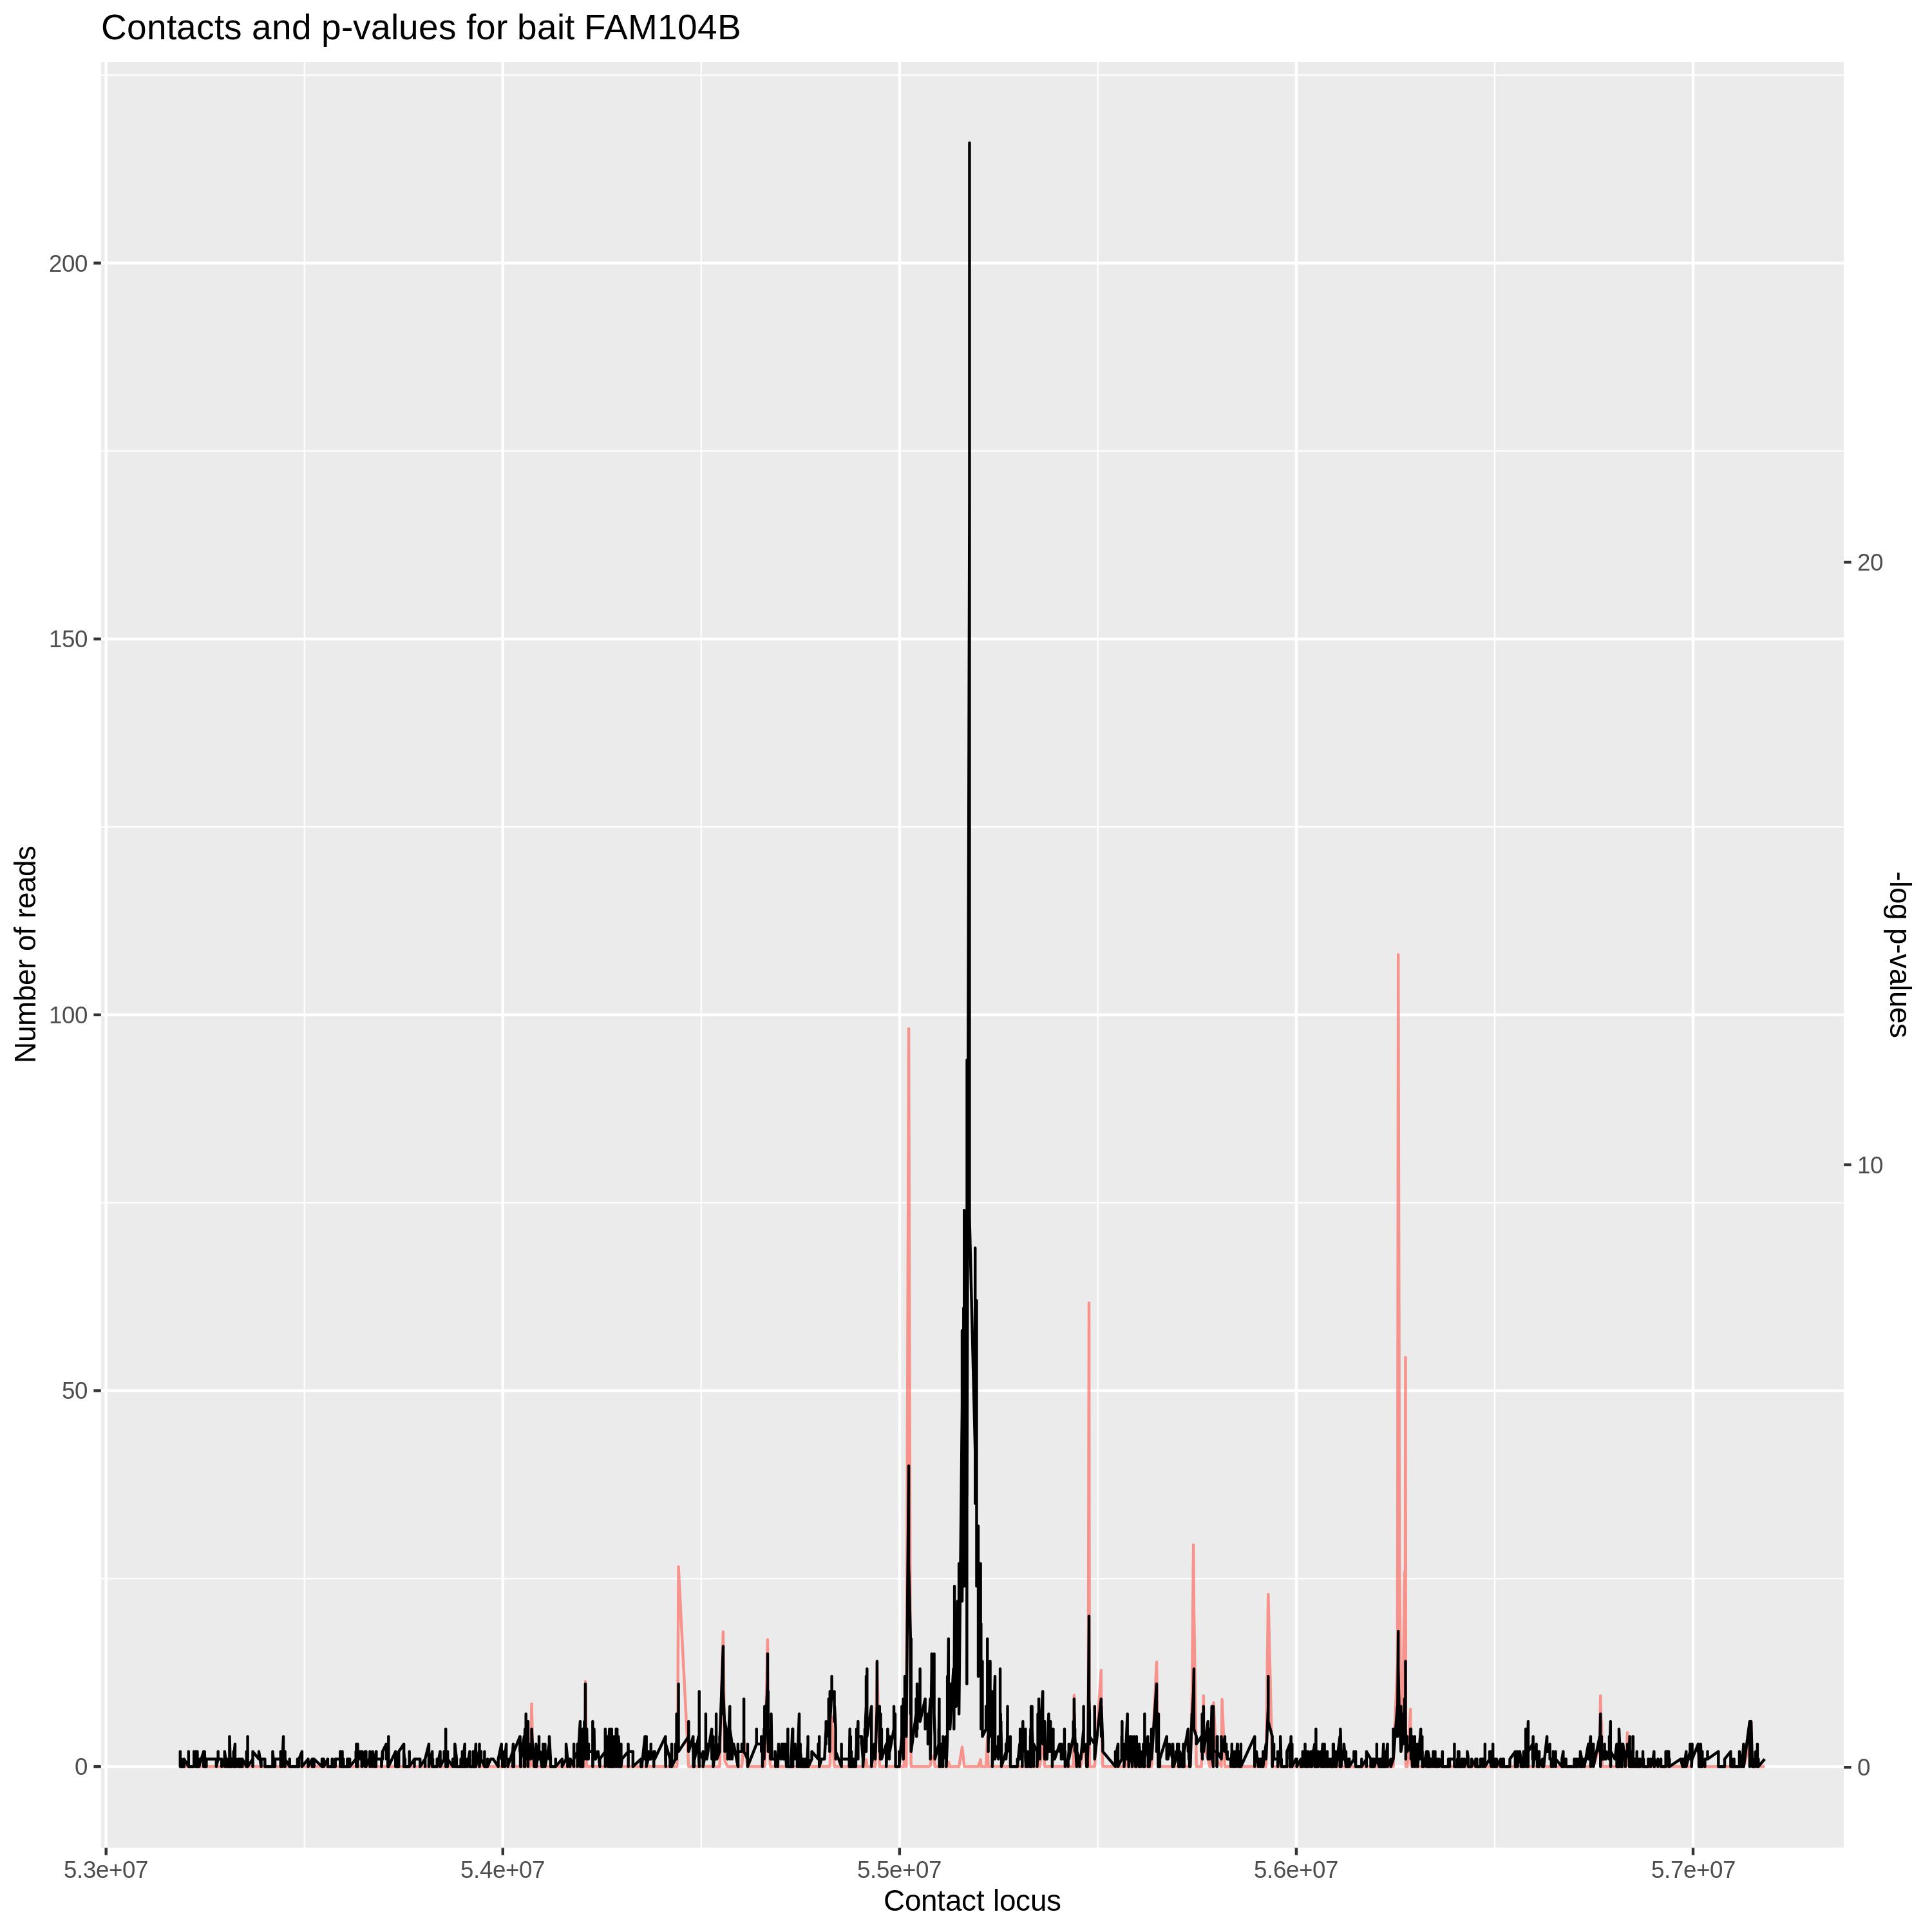 Contacts and p-values for bait FAM104B
200
150
100
50
0
20
10
0
Number of reads
-log p-values
5.3e+07
5.4e+07
5.5e+07
5.6e+07
5.7e+07
Contact locus